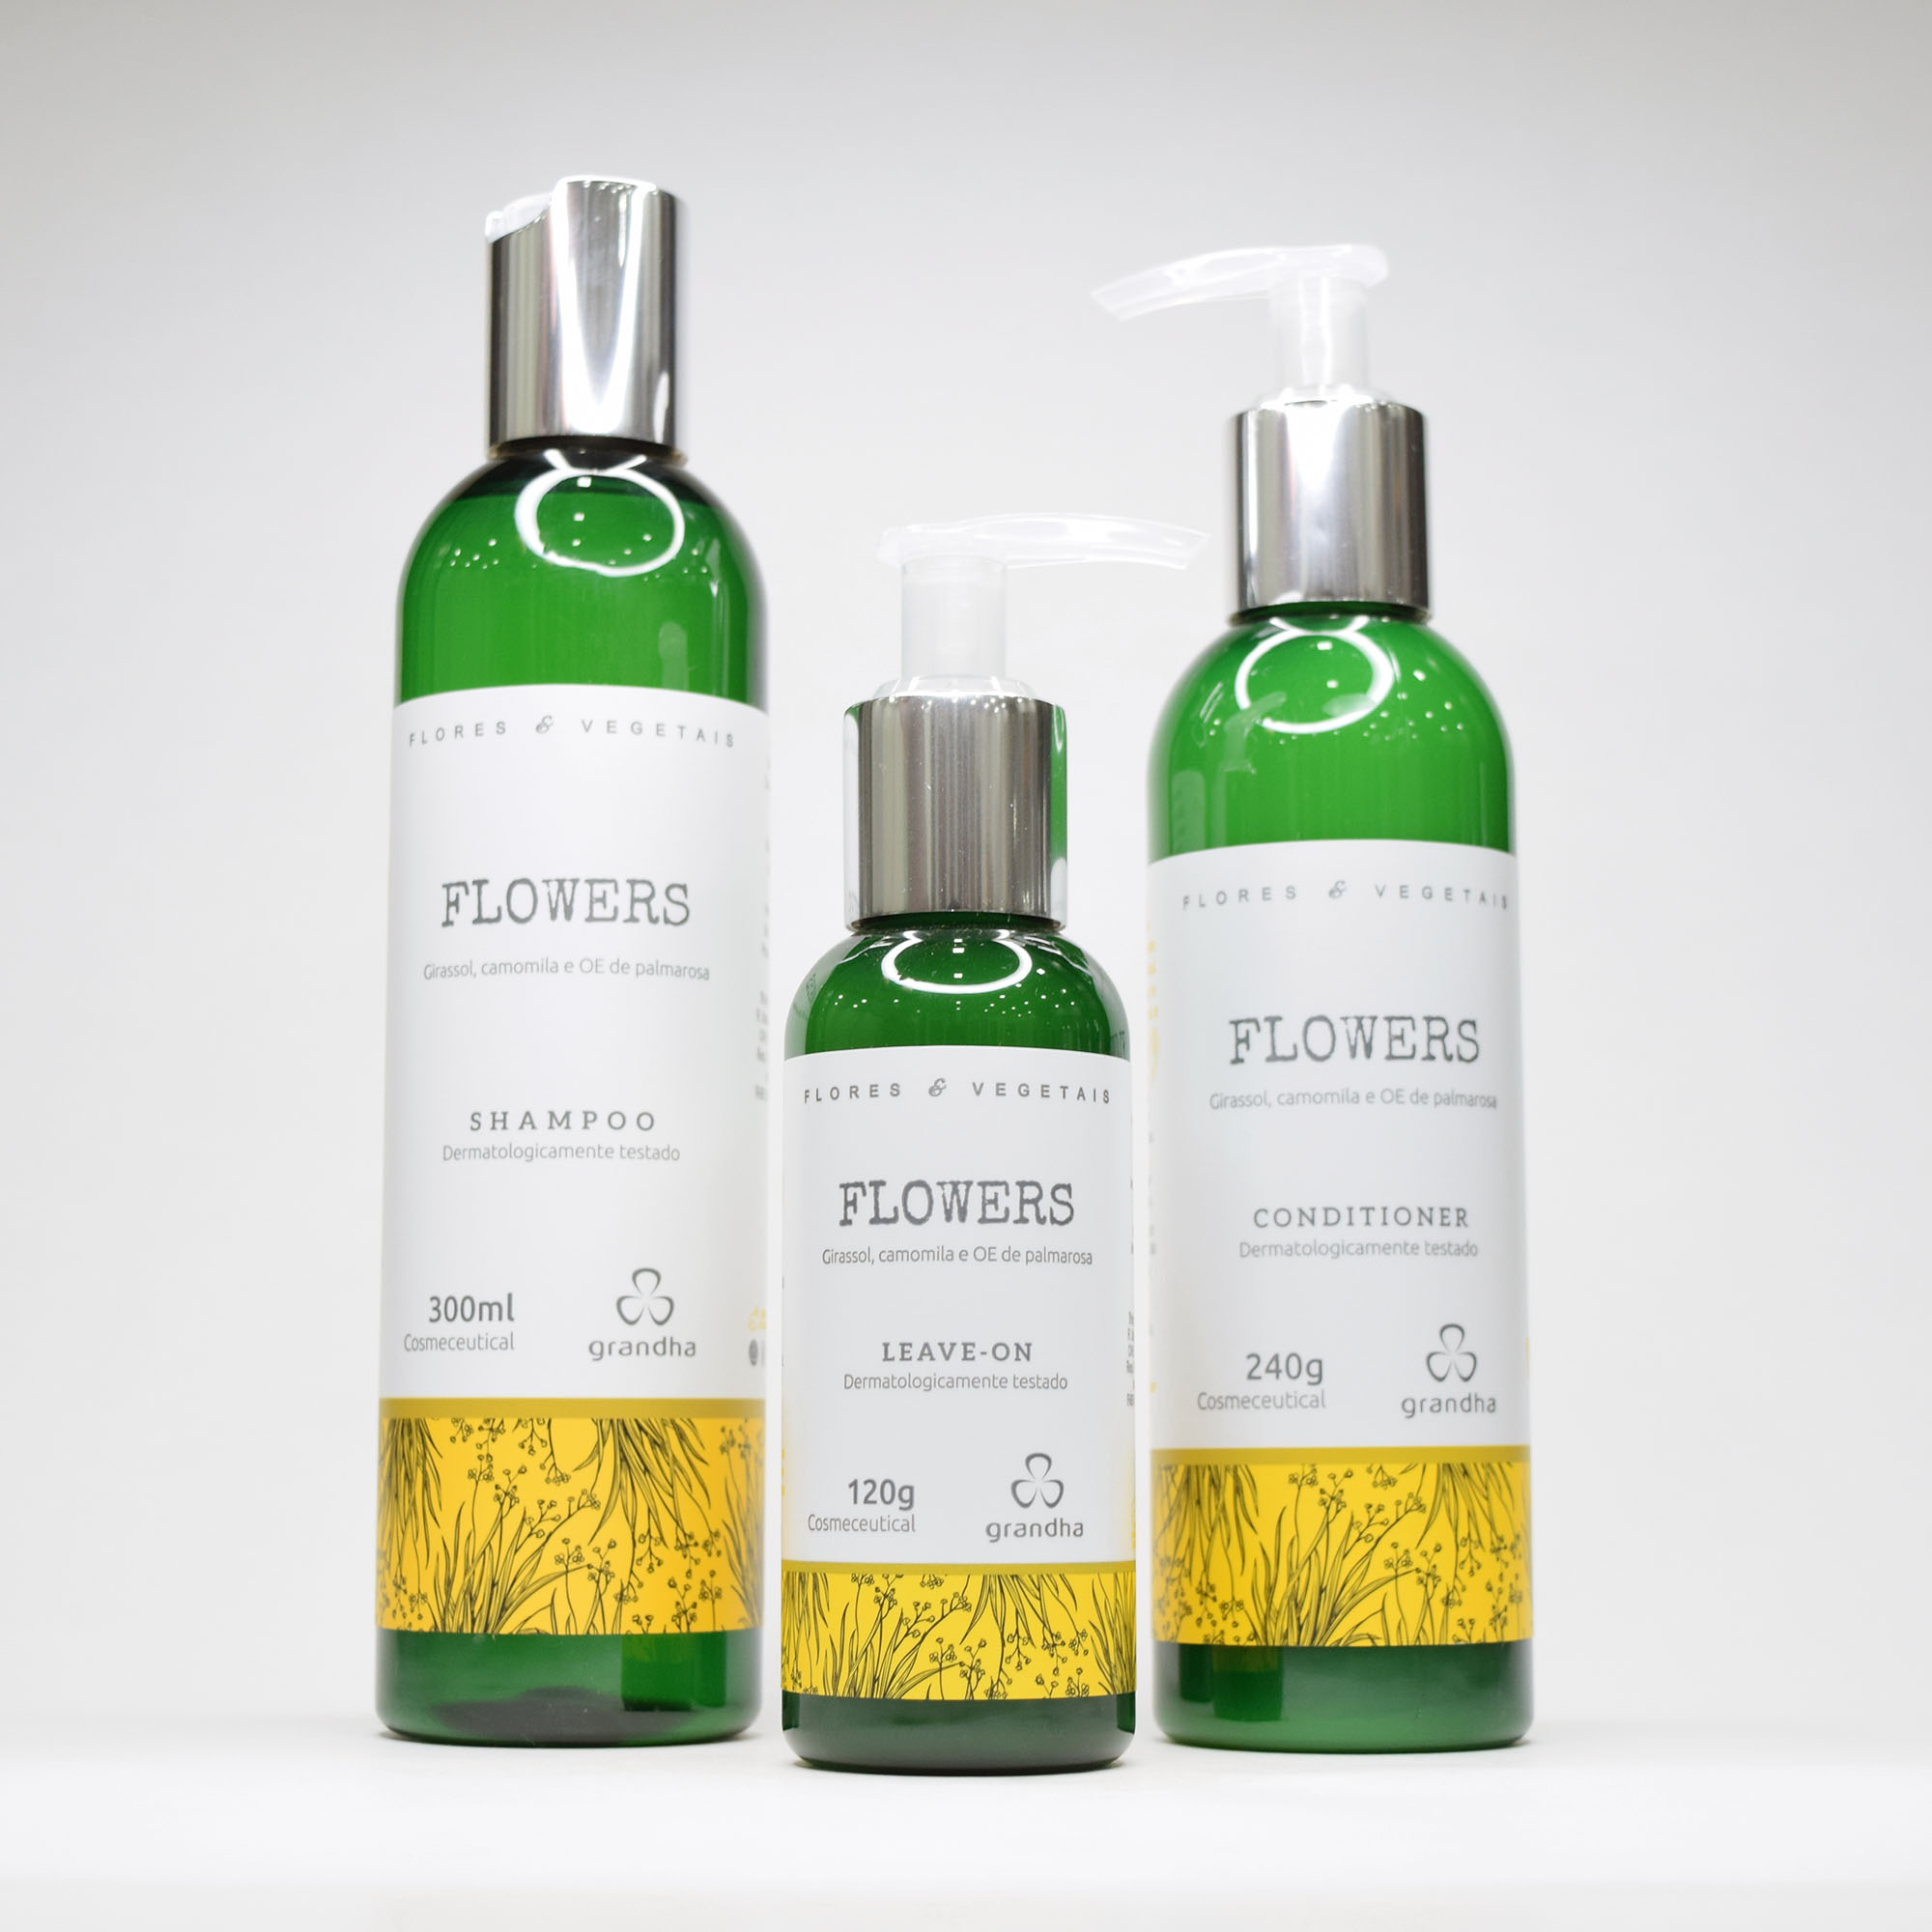 FLORES & VEGETAIS
FLOWERS
Girassol, camomila e OE de palmarosa
SHAMPOO
Dermatologicamente testado
300ml
Cosmeceutical
grandha
FLORES & VEGETAIS
FLOWERS
Girassol, camomila e OE de palmarosa
LEAVE-ON
Dermatologicamente testado
120g
Cosmeceutical
grandha
FLORES & VEGETAIS
FLOWERS
Girassol, camomila e OE de palmarosa
CONDITIONER
Dermatologicamente testado
240g
Cosmeceutical
grandha